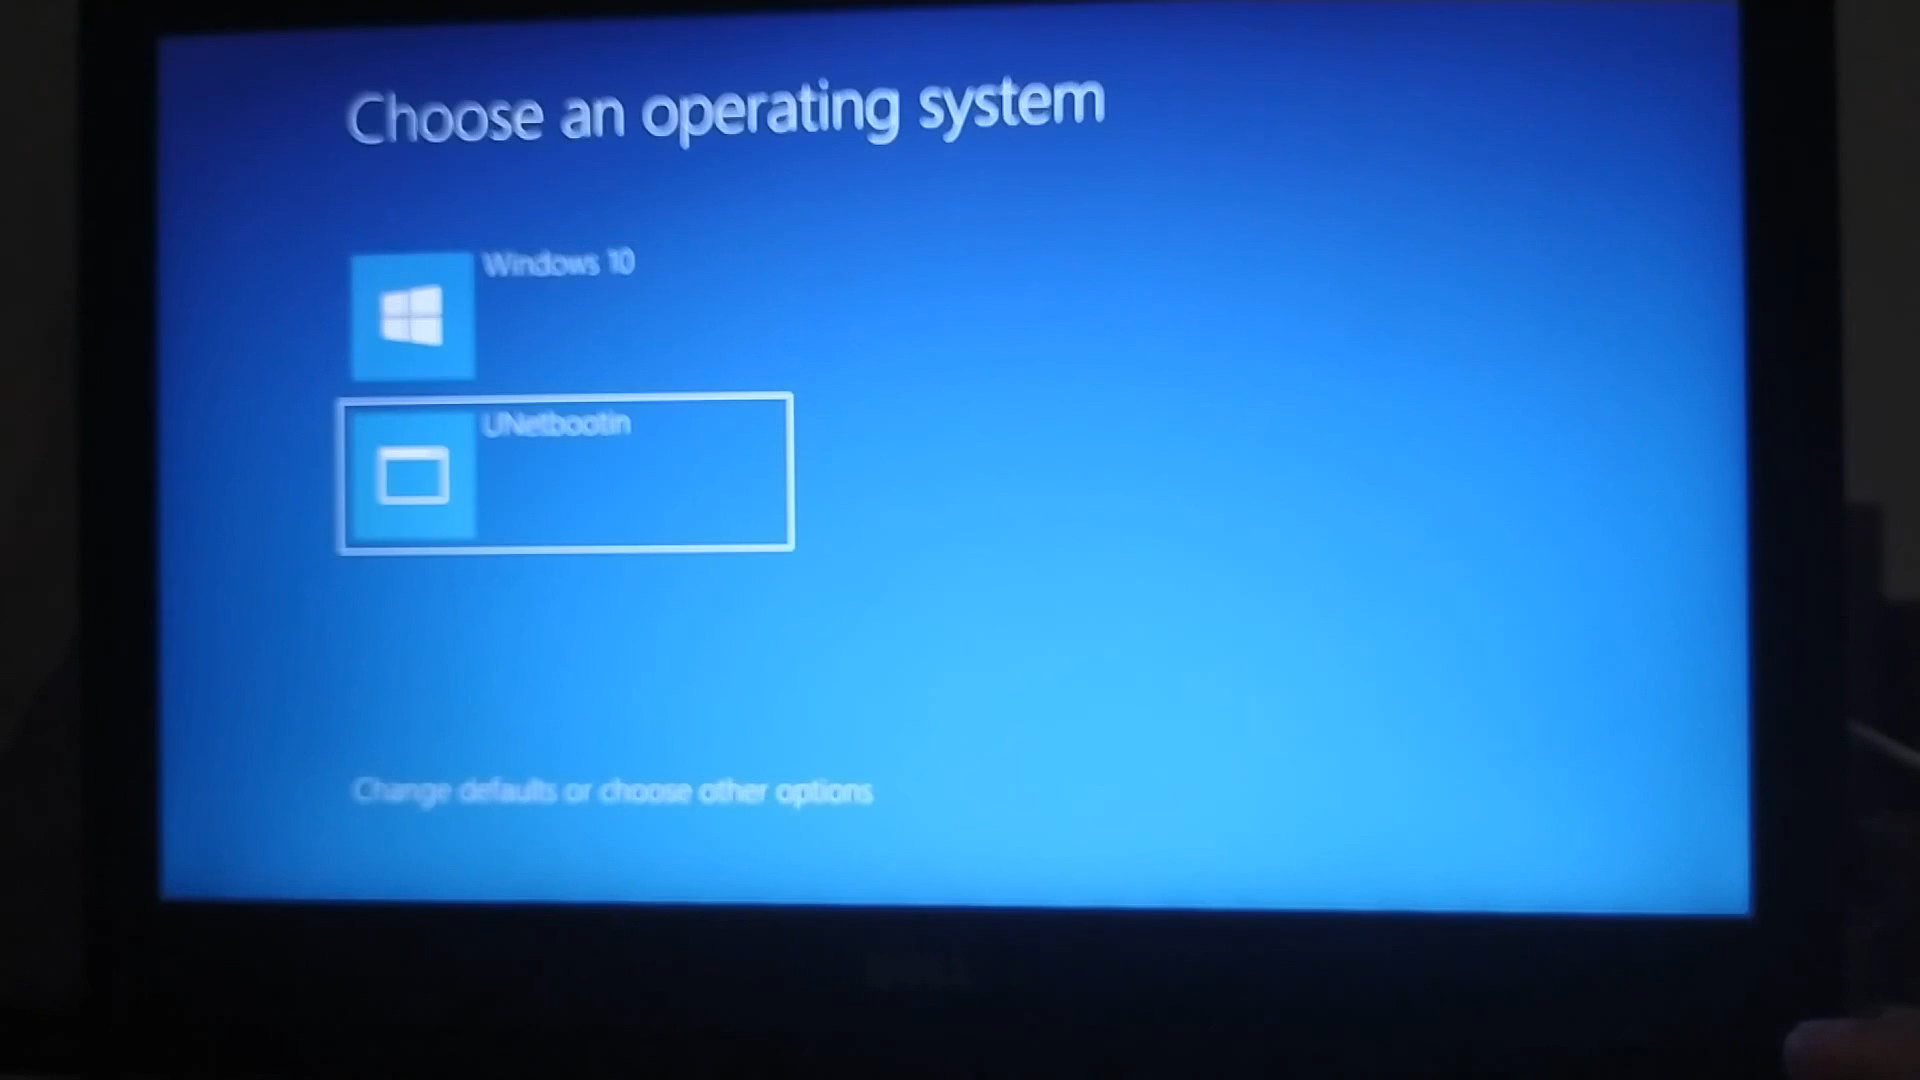 Choose an operating system
Windows 10
UNetbootin
Change defaults or choose other options